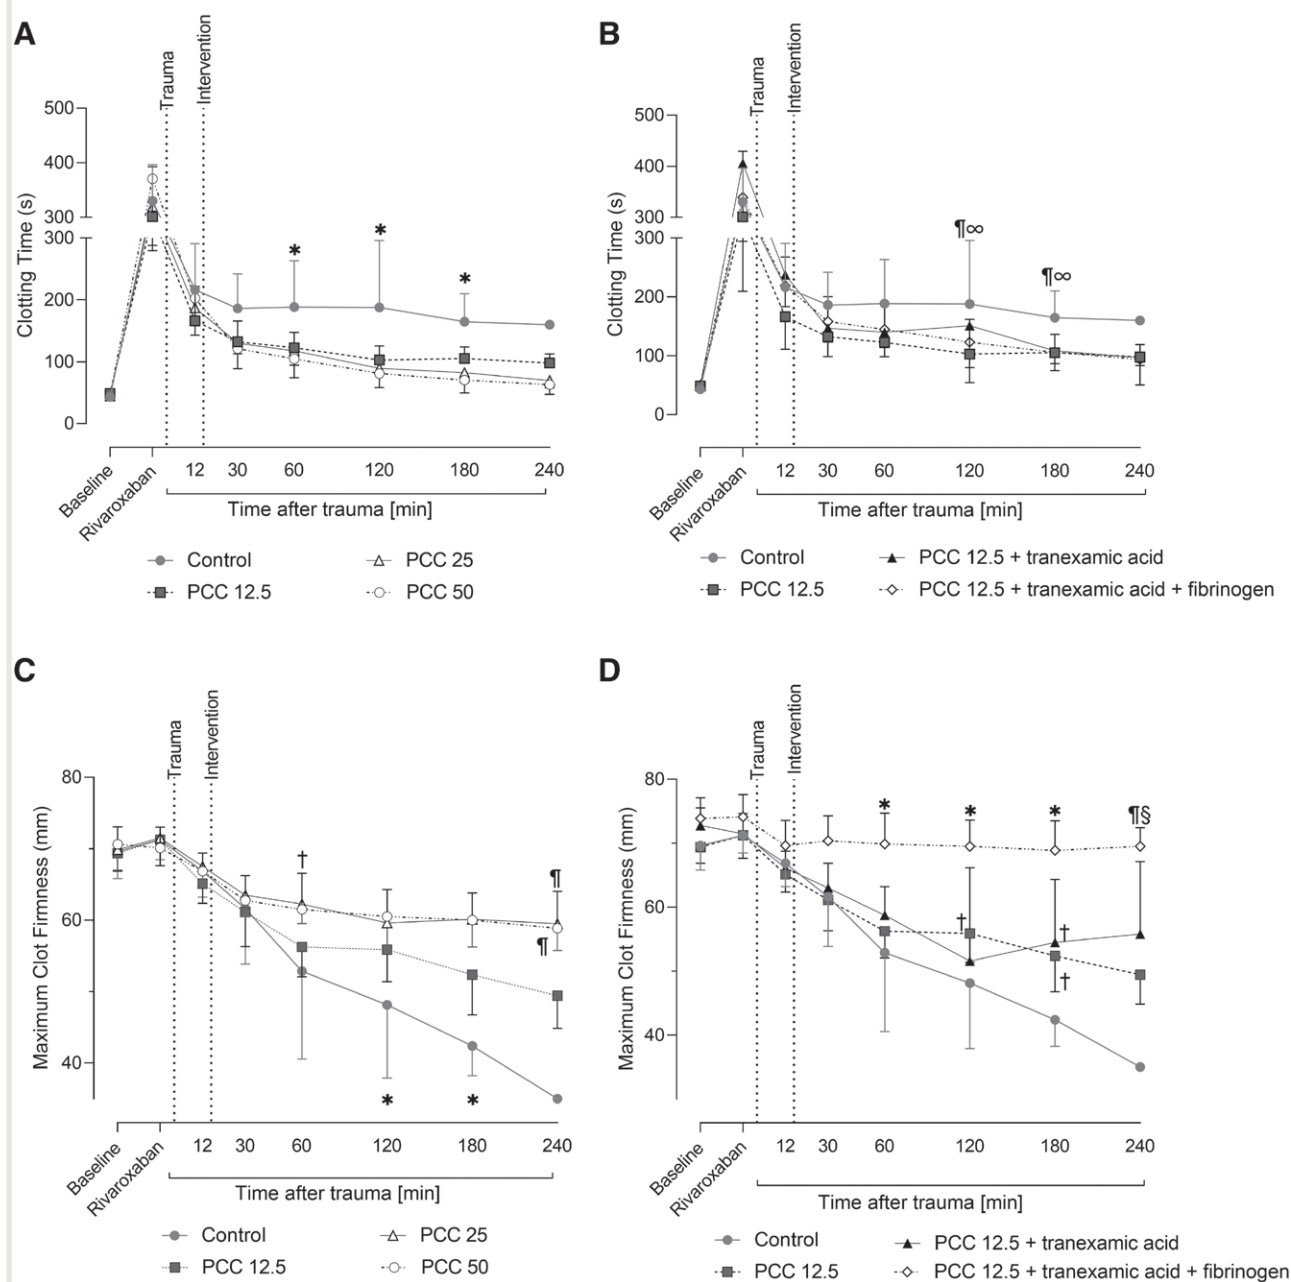 A
Trauma
Intervention
Clotting Time (s)
500
400
300
300
200
100
0
Baseline
Rivaroxaban
12 30 60 120 180 240
* * *
Time after trauma [min]
Control
PCC 25
PCC 12.5
PCC 50
B
Trauma
Intervention
Clotting Time (s)
500
400
300
300
200
100
0
¶∞
¶∞
Baseline
Rivaroxaban
12 30 60 120 180 240
Time after trauma [min]
Control
PCC 12.5 + tranexamic acid
PCC 12.5
PCC 12.5 + tranexamic acid + fibrinogen
C
Trauma
Intervention
Maximum Clot Firmness (mm)
80
60
40
†
¶
¶
* *
Baseline
Rivaroxaban
12 30 60 120 180 240
Time after trauma [min]
Control
PCC 25
PCC 12.5
PCC 50
D
Trauma
Intervention
Maximum Clot Firmness (mm)
80
60
40
* * * ¶§
† †
†
Baseline
Rivaroxaban
12 30 60 120 180 240
Time after trauma [min]
Control
PCC 12.5 + tranexamic acid
PCC 12.5
PCC 12.5 + tranexamic acid + fibrinogen